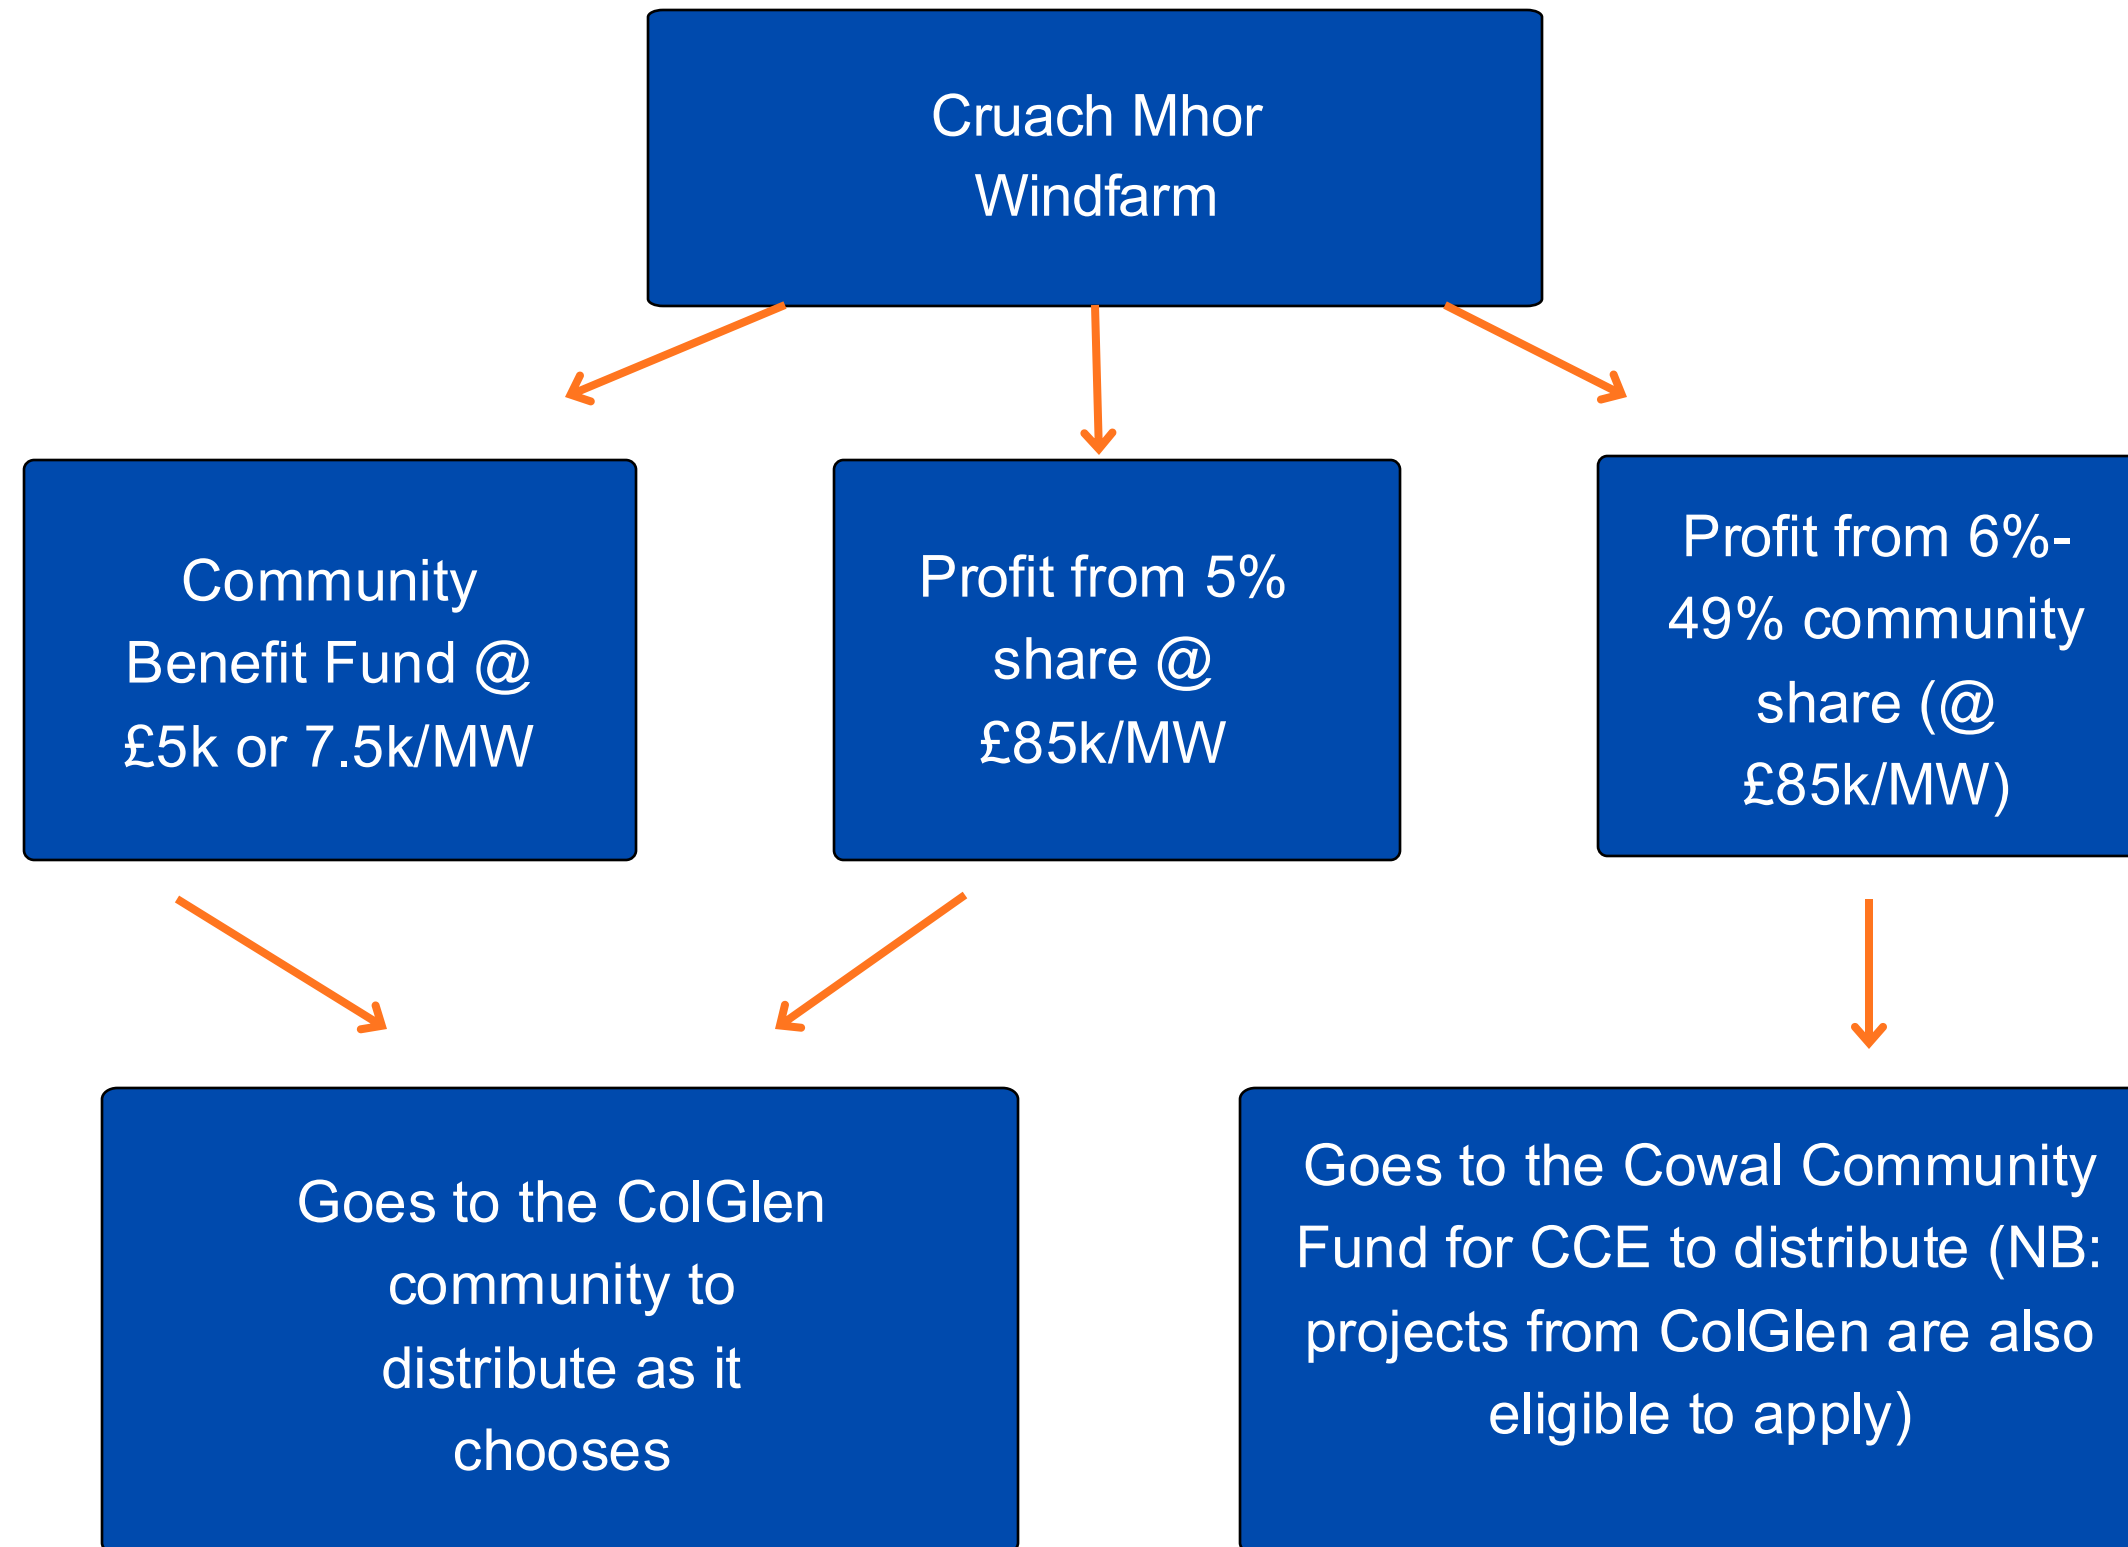 Cruach Mhor
Windfarm
Community
Benefit Fund @
£5k or 7.5k/MW
Profit from 5%
share @
£85k/MW
Profit from 6%-
49% community
share (@
£85k/MW)
Goes to the ColGlen
community to
distribute as it
chooses
Goes to the Cowal Community
Fund for CCE to distribute (NB:
projects from ColGlen are also
eligible to apply)